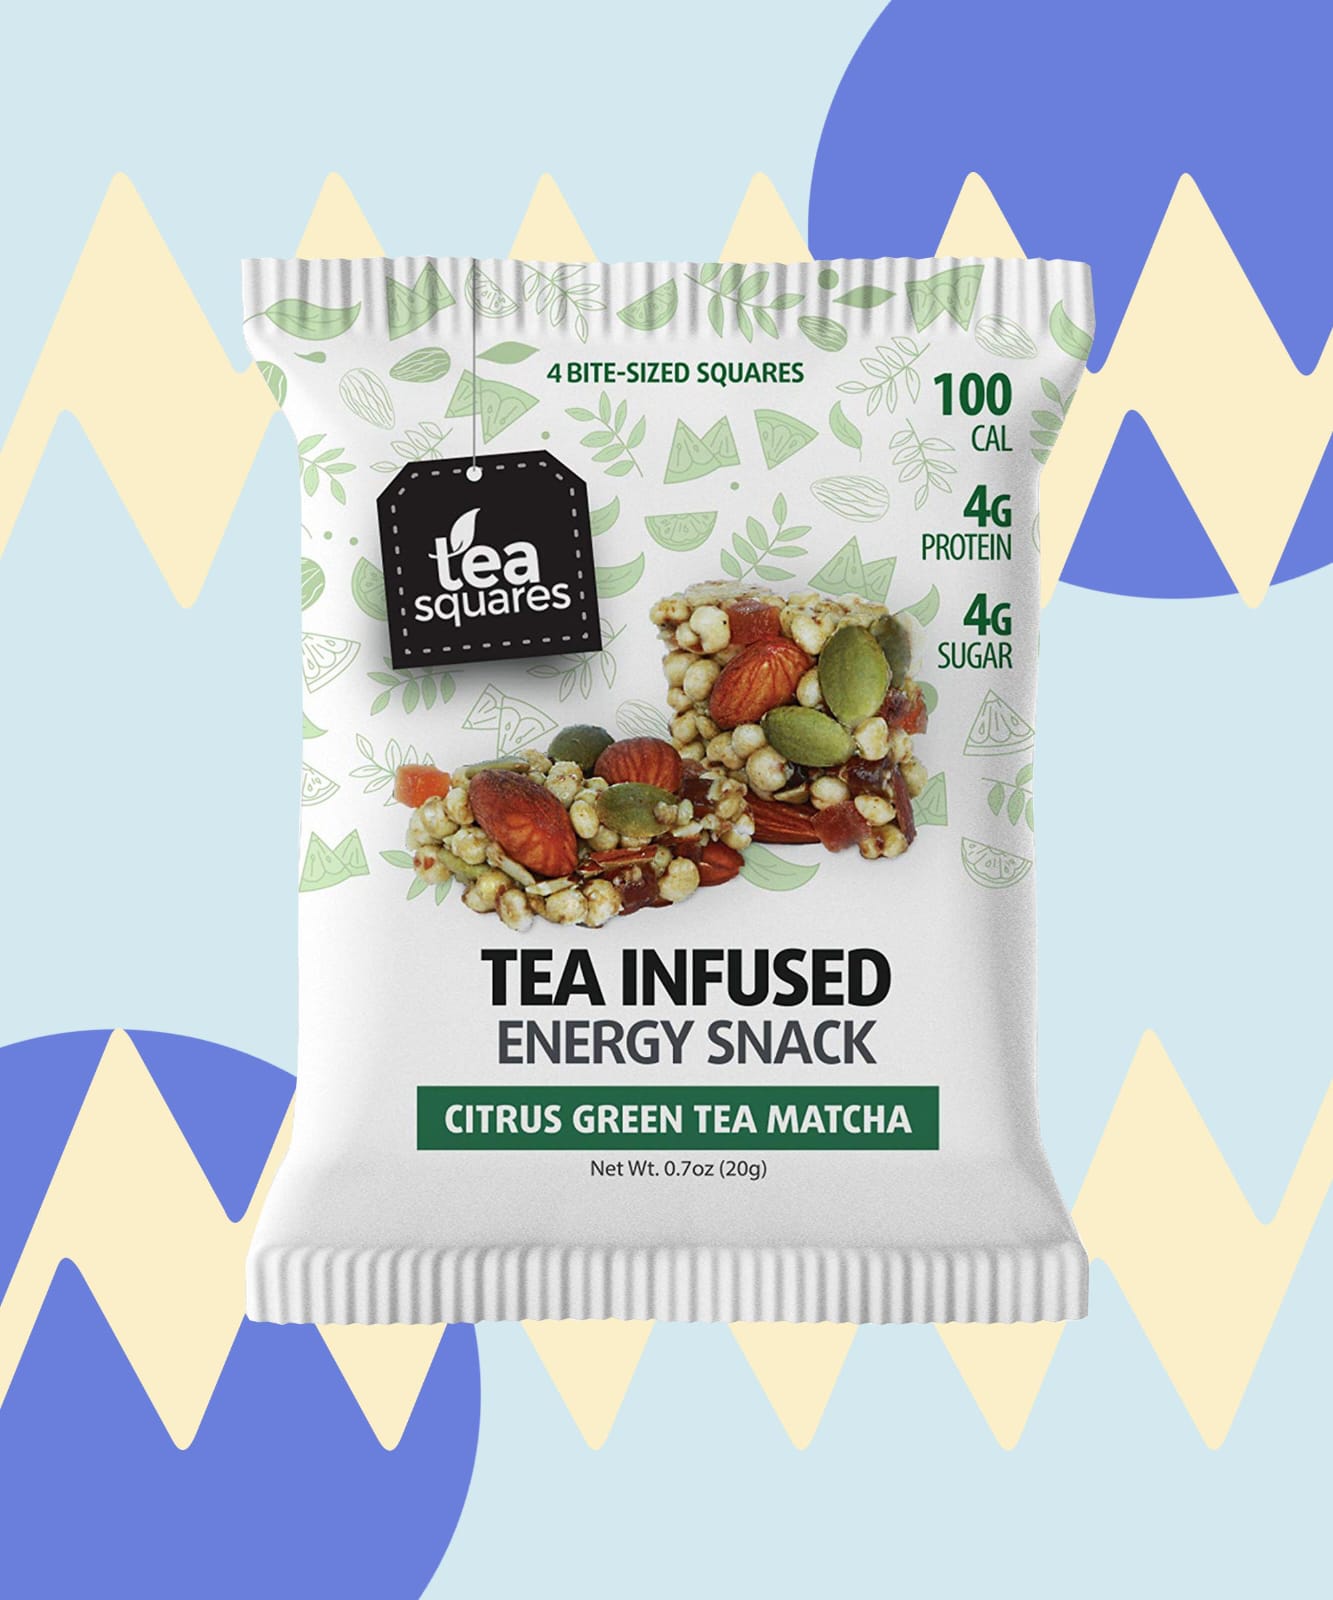 4 BITE-SIZED SQUARES
100
CAL
4G
PROTEIN
4G
SUGAR
tea
squares
TEA INFUSED
ENERGY SNACK
CITRUS GREEN TEA MATCHA
Net Wt. 0.7oz (20g)